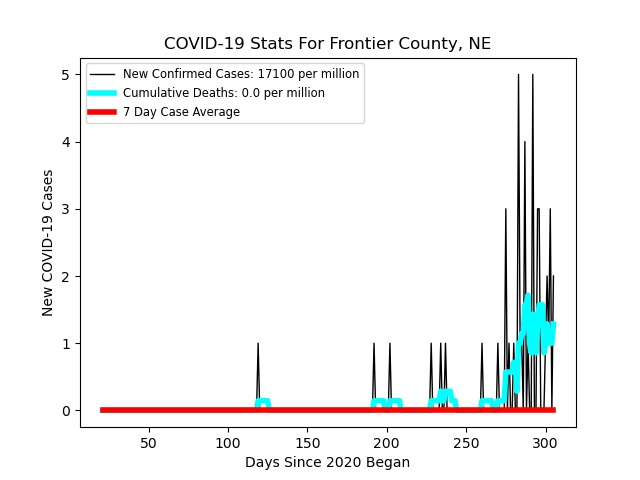 COVID-19 Stats For Frontier County, NE
New Confirmed Cases: 17100 per million
Cumulative Deaths: 0.0 per million
7 Day Case Average
New COVID-19 Cases
5
4
3
2
1
0
50 100 150 200 250 300
Days Since 2020 Began